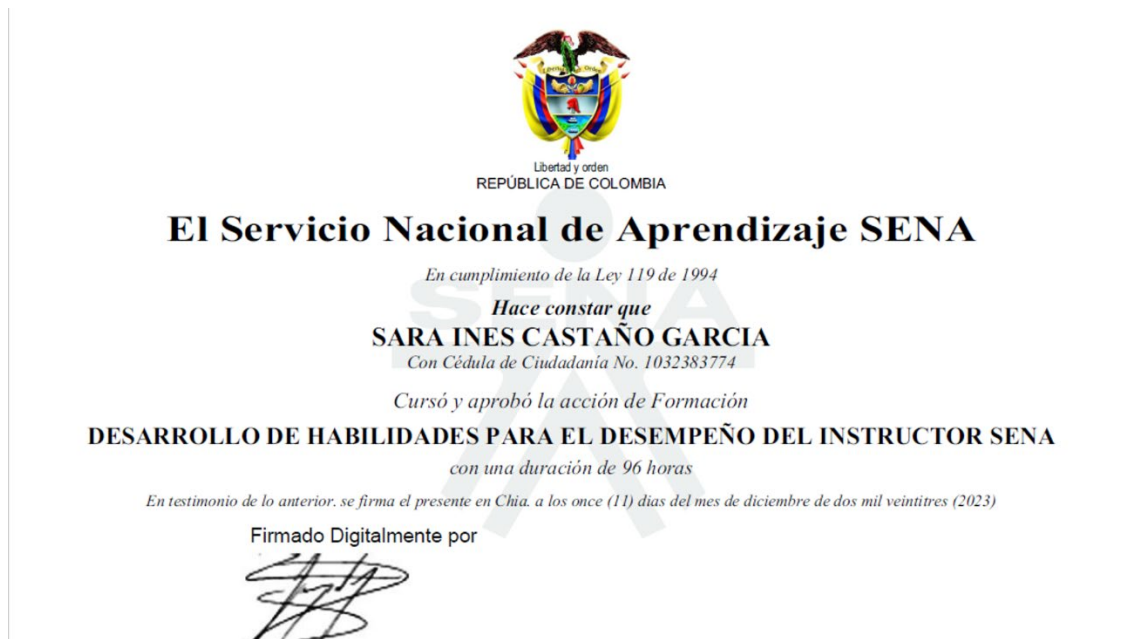 Libertad y orden
REPÚBLICA DE COLOMBIA
El Servicio Nacional de Aprendizaje SENA
En cumplimiento de la Ley 119 de 1994
SENA
Hace constar que
SARA INES CASTAÑO GARCIA
Con Cédula de Ciudadanía No. 1032383774
Cursó y aprobó la acción de Formación
DESARROLLO DE HABILIDADES PARA EL DESEMPEÑO DEL INSTRUCTOR SENA
con una duración de 96 horas
En testimonio de lo anterior. se firma el presente en Chia. a los once (11) dias del mes de diciembre de dos mil veintitres (2023)
Firmado Digitalmente por